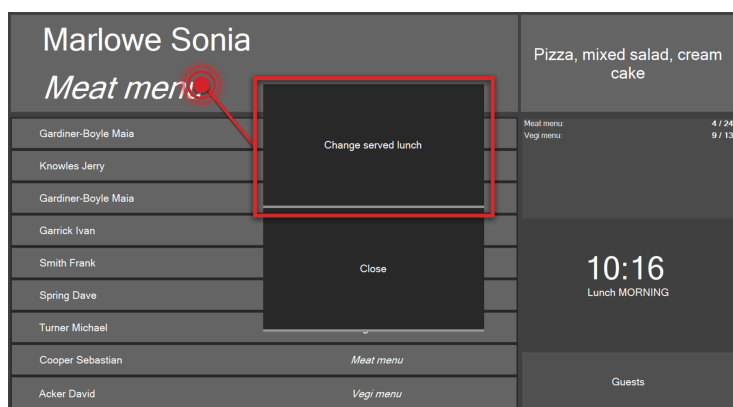 Marlowe Sonia
Meat menu
Pizza, mixed salad, cream
cake
Change served lunch
Close
Gardiner-Boyle Maia
Knowles Jerry
Gardiner-Boyle Maia
Garrick Ivan
Smith Frank
Spring Dave
Turner Michael
Cooper Sebastian Meat menu
Acker David Vegi menu
Meat menu: 4 / 24
Vegi menu: 9 / 13
10:16
Lunch MORNING
Guests